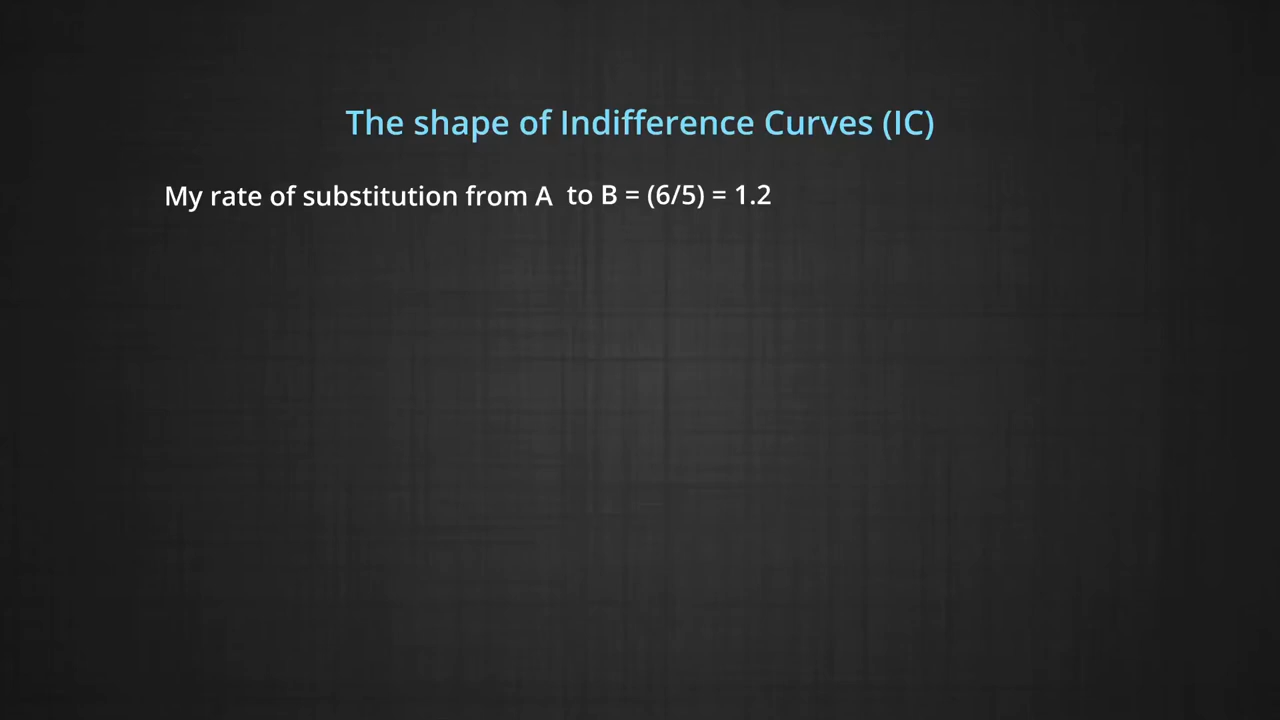 The shape of Indifference Curves (IC)
My rate of substitution from A to B = (6/5) = 1.2